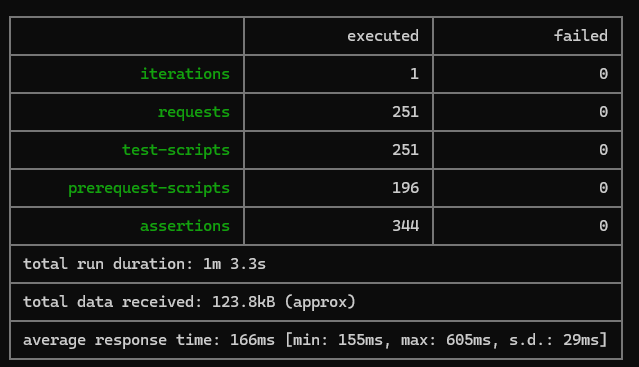 executed failed
iterations 1 0
requests 251 0
test-scripts 251 0
prerequest-scripts 196 0
assertions 344 0
total run duration: 1m 3.3s
total data received: 123.8kB (approx)
average response time: 166ms [min: 155ms, max: 605ms, s.d.: 29ms]